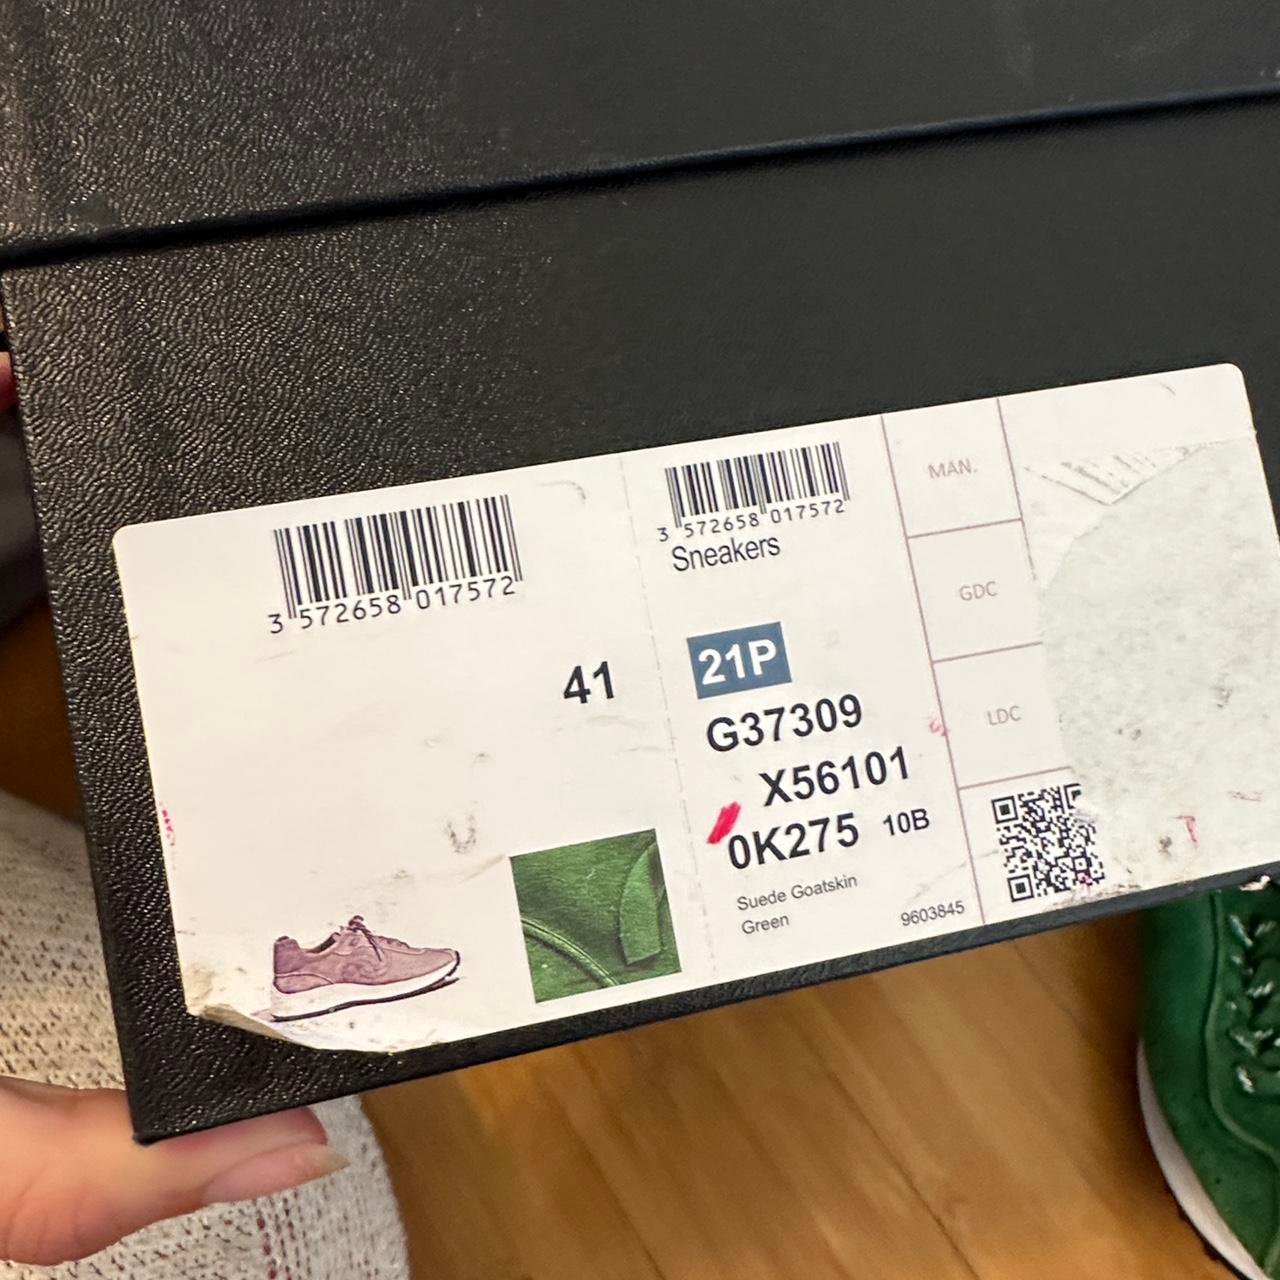 3 572658 017572
41
3 572658 017572
Sneakers
21P
G37309
X56101
0K275 10B
Suede Goatskin
Green
9603845
MAN.
GDC
LDC